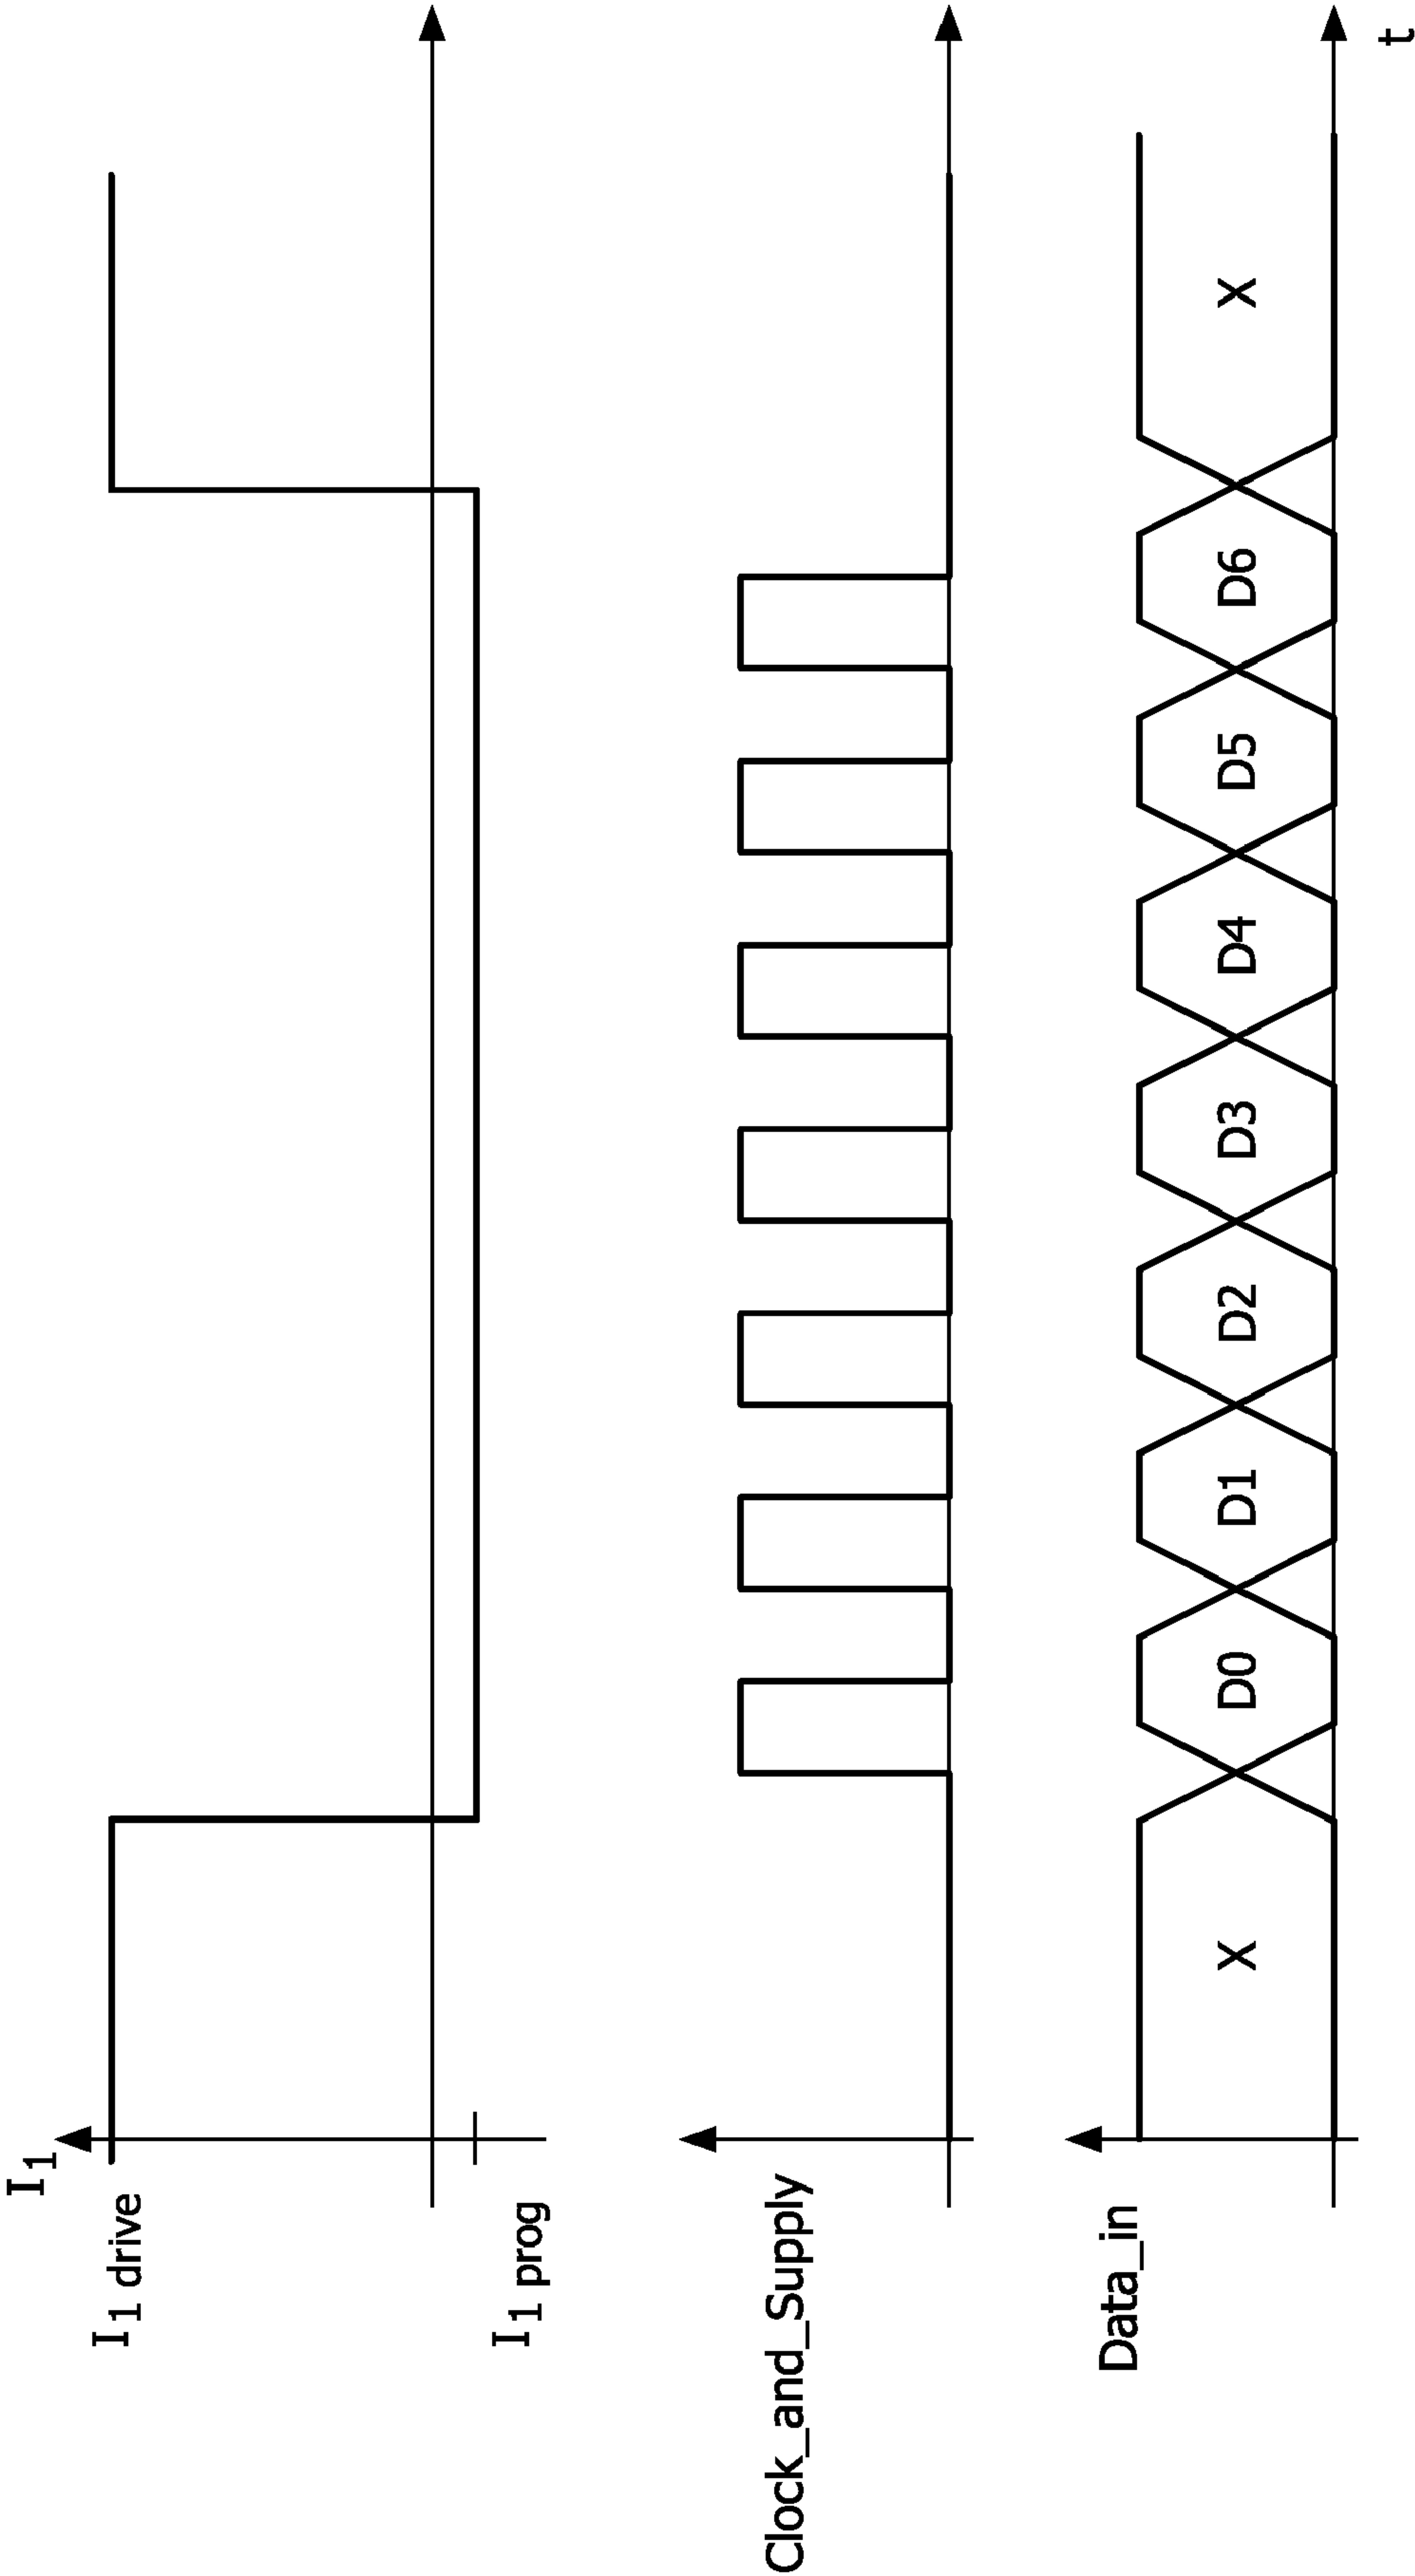 I1
I1 drive
I1 prog
Clock_and_Supply
Data_in
X D0 D1 D2 D3 D4 D5 D6 X
t